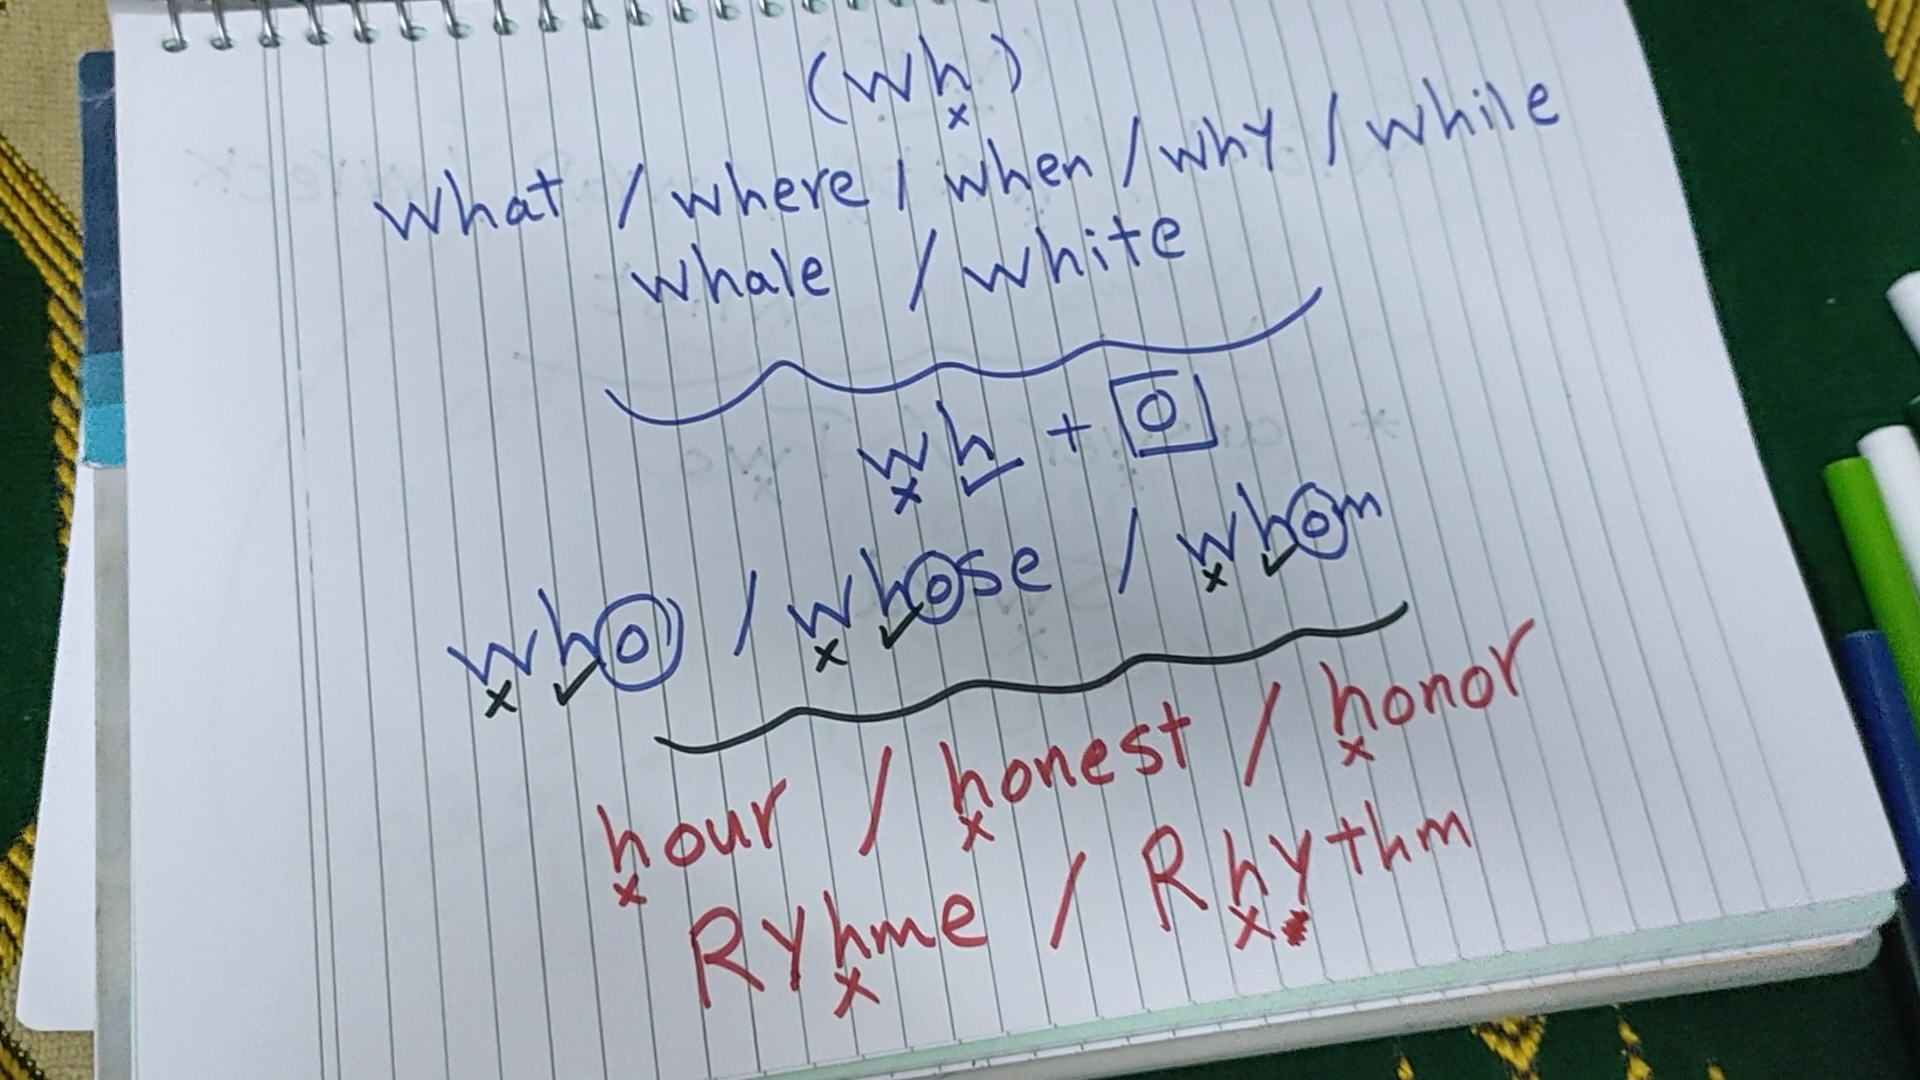 (wh)
x
what / where / when / why / while
whale / white
wh + o
x ✓
who / whose / whom
x ✓ x ✓ x ✓
hour / honest / honor
x x x
Ryhme / Rhythm
x x